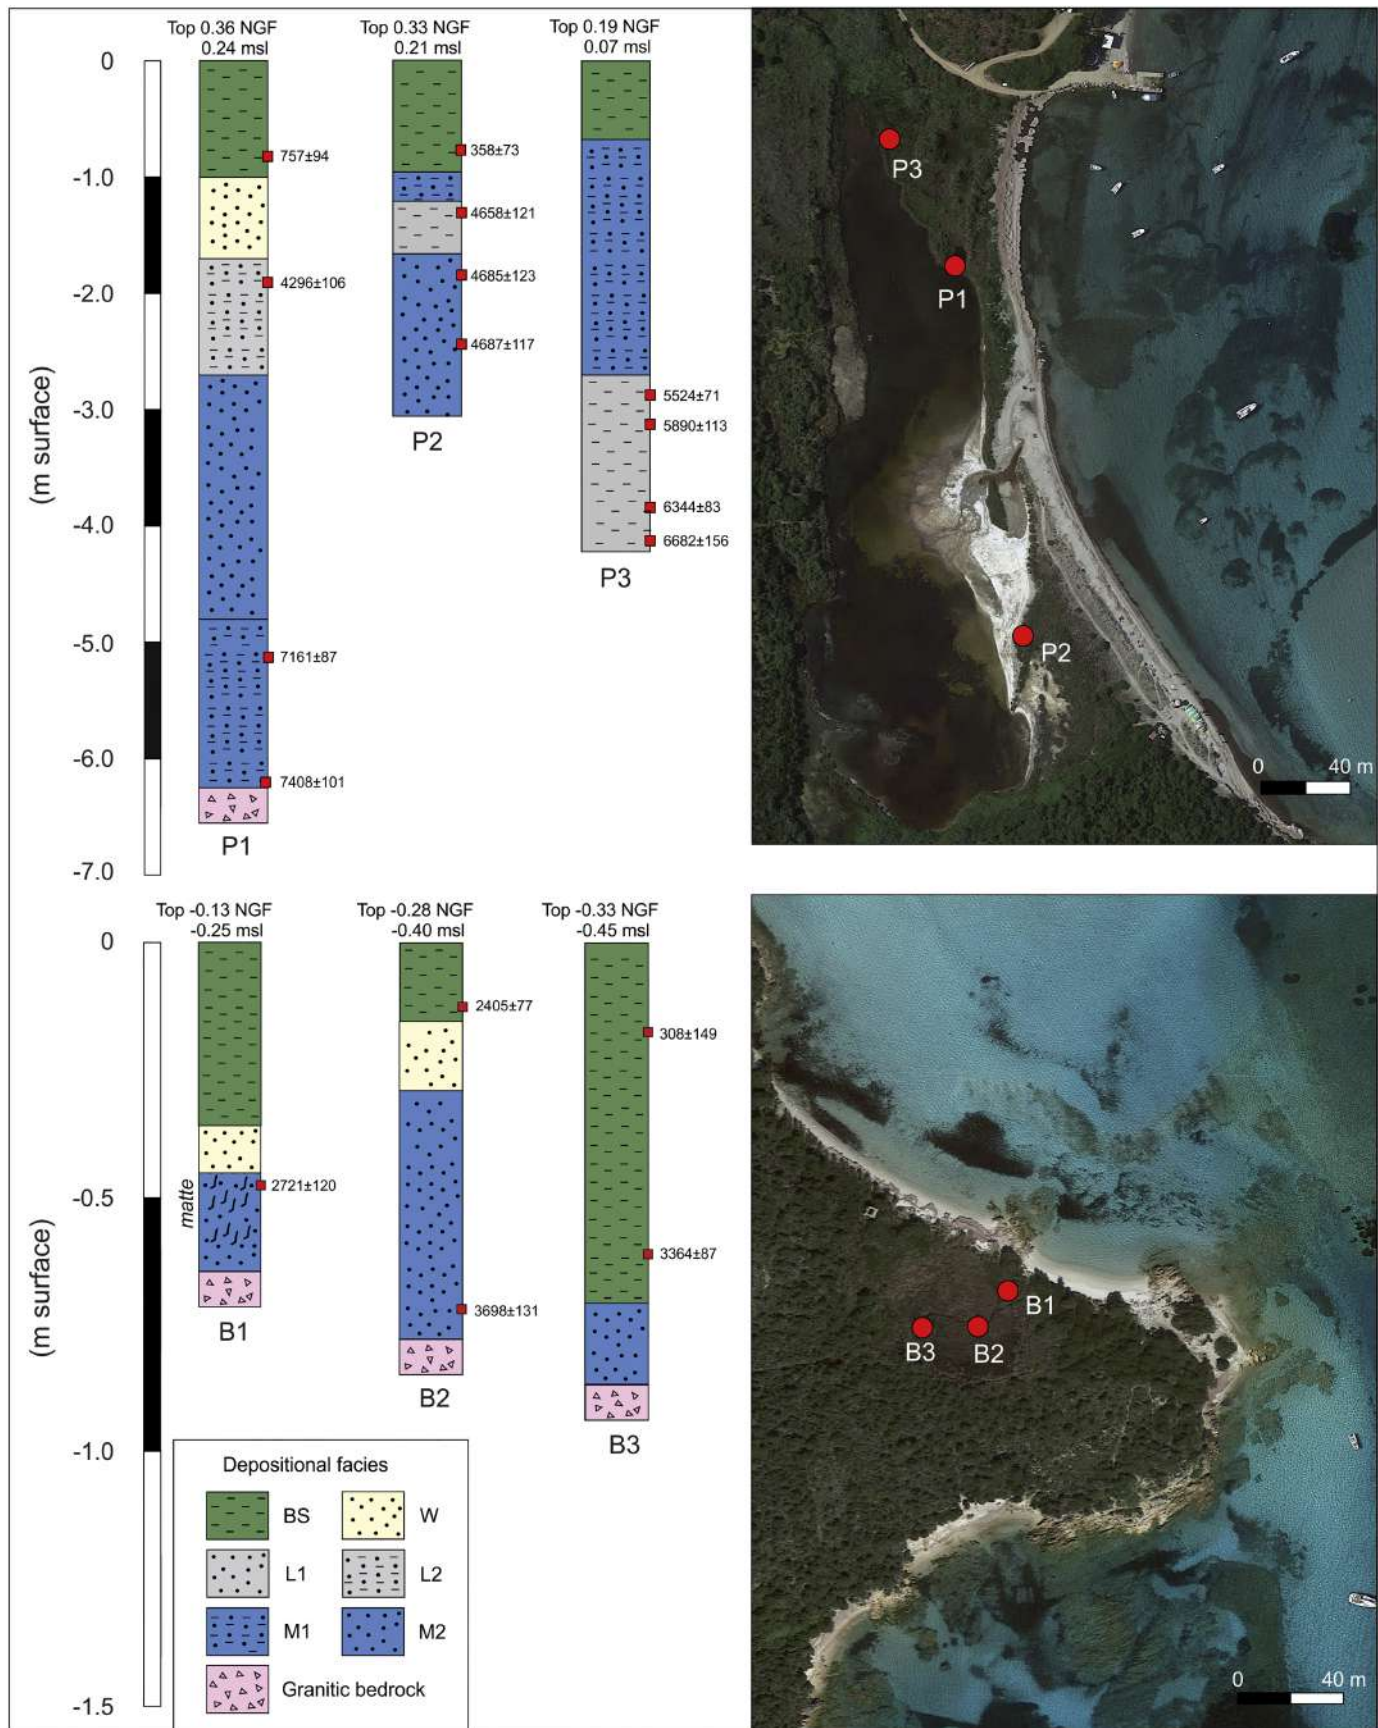 Top 0.36 NGF
0.24 msl
Top 0.33 NGF
0.21 msl
Top 0.19 NGF
0.07 msl
0
-1.0
-2.0
-3.0
-4.0
-5.0
-6.0
-7.0
(m surface)
757±94
4296±106
7161±87
7408±101
P1
358±73
4658±121
4685±123
4687±117
P2
5524±71
5890±113
6344±83
6682±156
P3
P3
P1
P2
0 40 m
Top -0.13 NGF
-0.25 msl
Top -0.28 NGF
-0.40 msl
Top -0.33 NGF
-0.45 msl
0
-0.5
-1.0
-1.5
(m surface)
matte
2721±120
B1
2405±77
3698±131
B2
308±149
3364±87
B3
B1
B3 B2
0 40 m
Depositional facies
BS W
L1 L2
M1 M2
Granitic bedrock